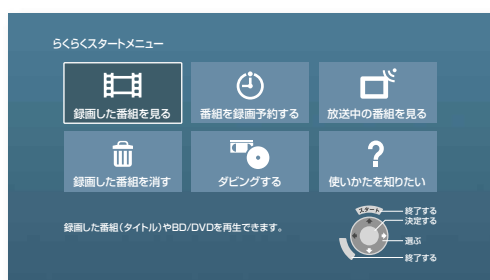 らくらくスタートメニュー
録画した番組を見る
番組を録画予約する
放送中の番組を見る
録画した番組を消す
ダビングする
使いかたを知りたい
録画した番組(タイトル)やBD/DVDを再生できます。
スタート
終了する
決定する
選ぶ
終了する